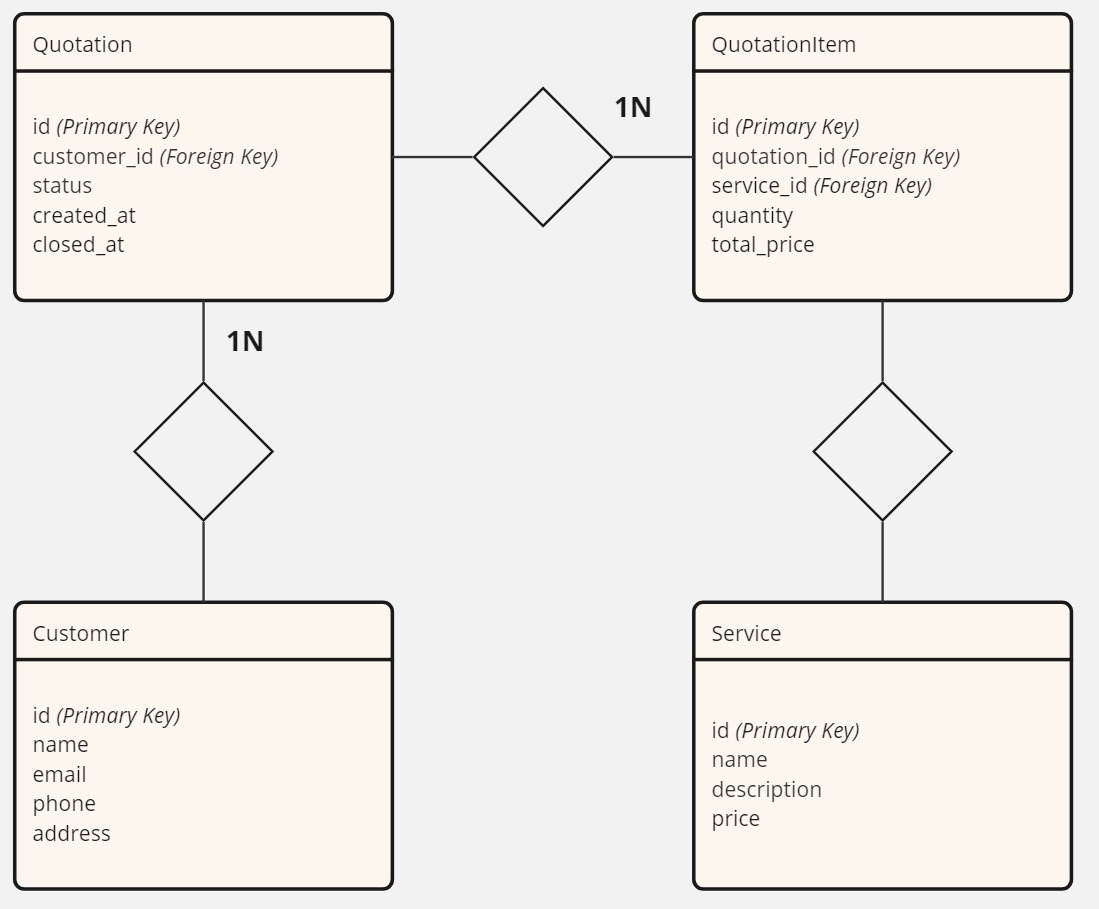 Quotation
id (Primary Key)
customer_id (Foreign Key)
status
created_at
closed_at
1N
QuotationItem
id (Primary Key)
quotation_id (Foreign Key)
service_id (Foreign Key)
quantity
total_price
1N
Customer
id (Primary Key)
name
email
phone
address
Service
id (Primary Key)
name
description
price